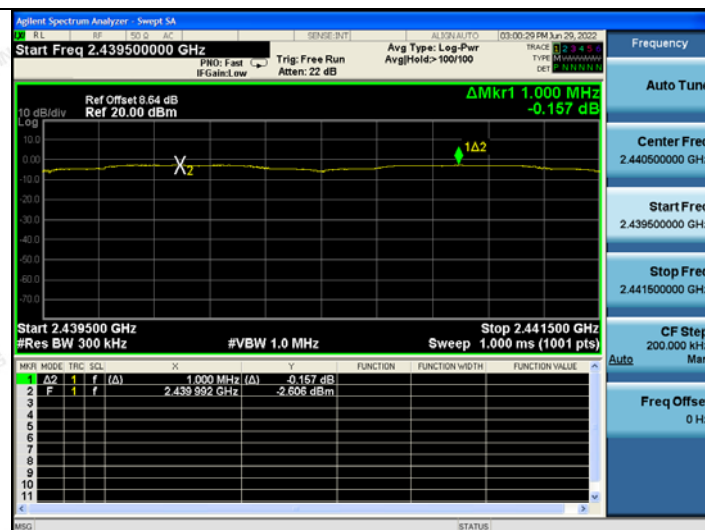 Agilent Spectrum Analyzer - Swept SA
RL RF 50 Ω AC SENSE:INT ALIGN AUTO 03:00:29 PM Jun 29, 2022
Start Freq 2.439500000 GHz
PNO: Fast
IFGain:Low
Trig: Free Run
Atten: 22 dB
Avg Type: Log-Pwr
Avg|Hold:> 100/100
TRACE 1 2 3 4 5 6
TYPE M
DET P N N N N N
Ref Offset 8.64 dB
10 dB/div Ref 20.00 dBm
Log
ΔMkr1 1.000 MHz
-0.157 dB
10.0
0.00
-10.0
-20.0
-30.0
-40.0
-50.0
-60.0
-70.0
X2
1Δ2
Start 2.439500 GHz Stop 2.441500 GHz
#Res BW 300 kHz #VBW 1.0 MHz Sweep 1.000 ms (1001 pts)
MKR MODE TRC SCL X Y FUNCTION FUNCTION WIDTH FUNCTION VALUE
1 Δ2 1 f (Δ) 1.000 MHz (Δ) -0.157 dB
2 F 1 f 2.439 992 GHz -2.606 dBm
3
4
5
6
7
8
9
10
11
MSG STATUS
Frequency
Auto Tune
Center Freq
2.440500000 GHz
Start Freq
2.439500000 GHz
Stop Freq
2.441500000 GHz
CF Step
200.000 kHz
Auto Man
Freq Offset
0 Hz